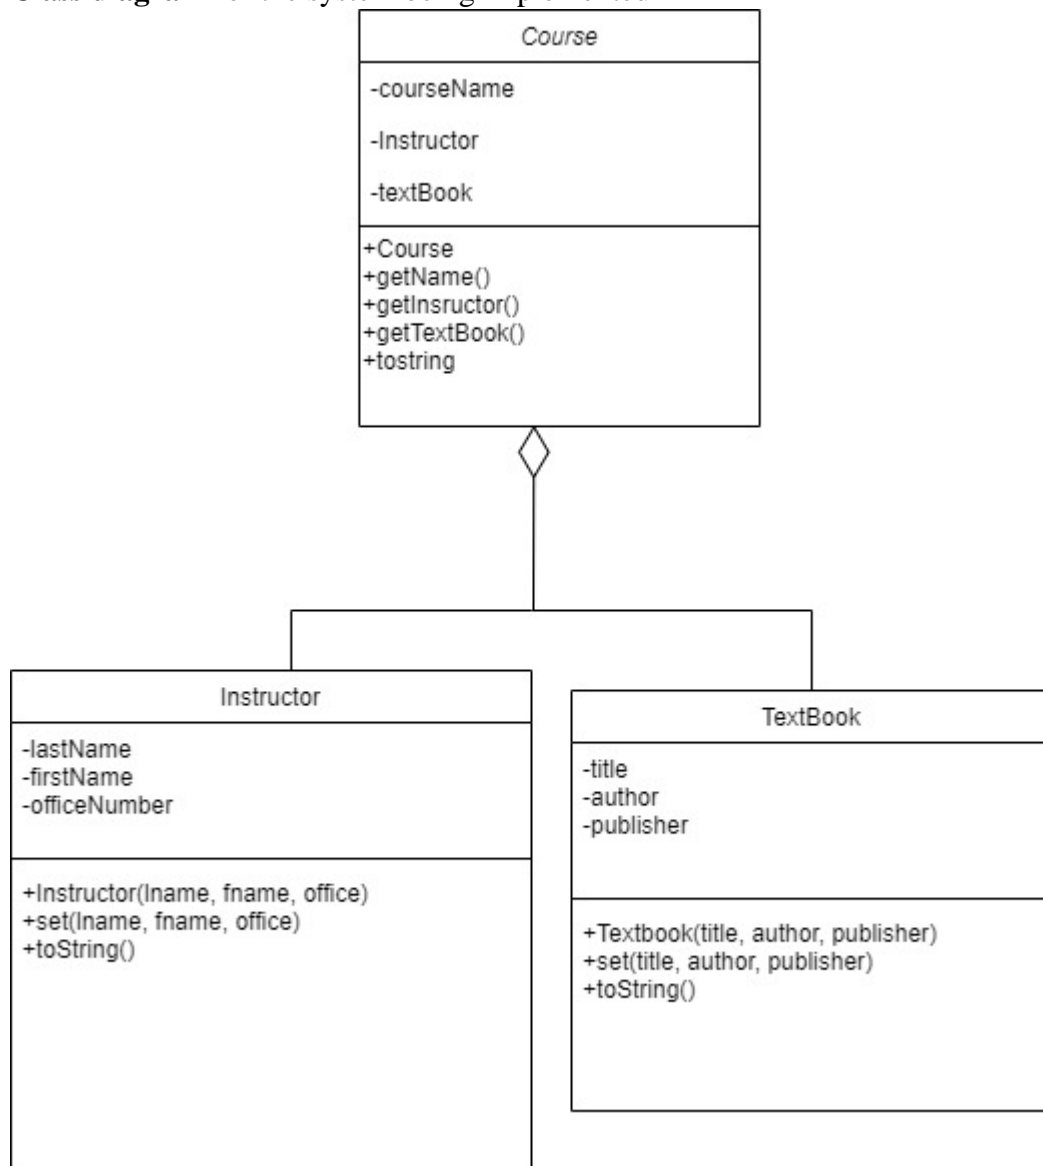 Course
-courseName
-Instructor
-textBook
+Course
+getName()
+getInsructor()
+getTextBook()
+tostring
Instructor
-lastName
-firstName
-officeNumber
+Instructor(lname, fname, office)
+set(lname, fname, office)
+toString()
TextBook
-title
-author
-publisher
+Textbook(title, author, publisher)
+set(title, author, publisher)
+toString()